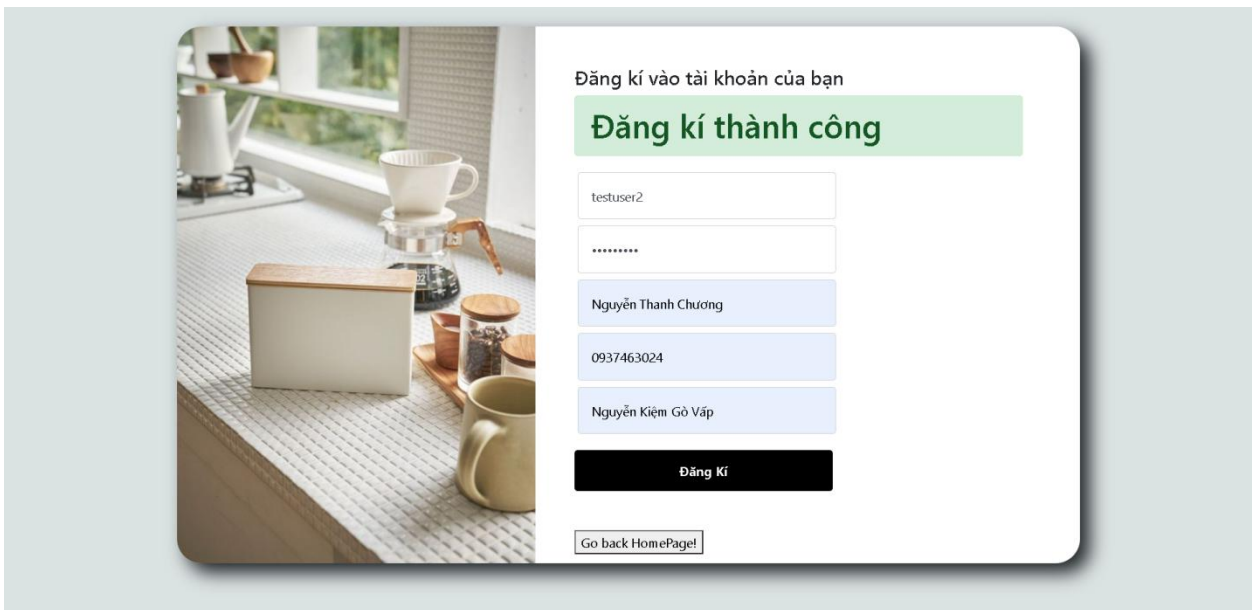 Đăng kí vào tài khoản của bạn
Đăng kí thành công
testuser2
•••••••••
Nguyễn Thanh Chương
0937463024
Nguyễn Kiệm Gò Vấp
Đăng Kí
Go back HomePage!
02